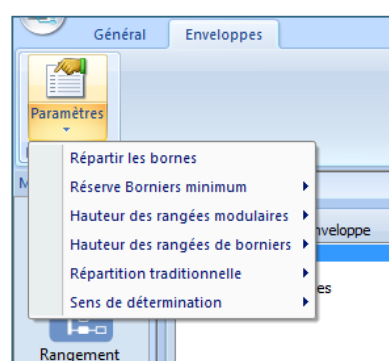 Général Enveloppes
Paramètres
Répartir les bornes
Réserve Borniers minimum
Hauteur des rangées modulaires
nveloppe
Hauteur des rangées de borniers
Répartition traditionnelle
es
Sens de détermination
Rangement